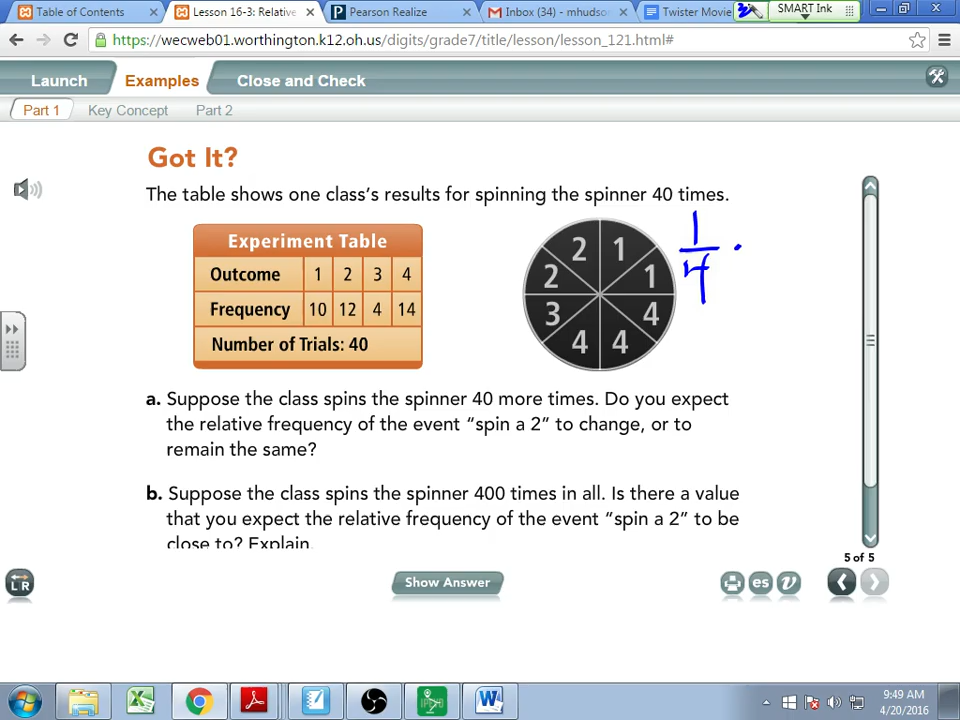 Table of Contents
Lesson 16-3: Relative
Pearson Realize
Inbox (34) - mhudson
Twister Movie
SMART Ink
https://wecweb01.worthington.k12.oh.us/digits/grade7/title/lesson/lesson_121.html#
Launch
Examples
Close and Check
Part 1
Key Concept
Part 2
Got It?
The table shows one class's results for spinning the spinner 40 times.
Experiment Table
Outcome 1 2 3 4
Frequency 10 12 4 14
Number of Trials: 40
2 1
2 1
3 4
4 4
1
4
a. Suppose the class spins the spinner 40 more times. Do you expect
the relative frequency of the event “spin a 2” to change, or to
remain the same?
b. Suppose the class spins the spinner 400 times in all. Is there a value
that you expect the relative frequency of the event “spin a 2” to be
close to? Explain.
5 of 5
LR
Show Answer
es
v
9:49 AM
4/20/2016